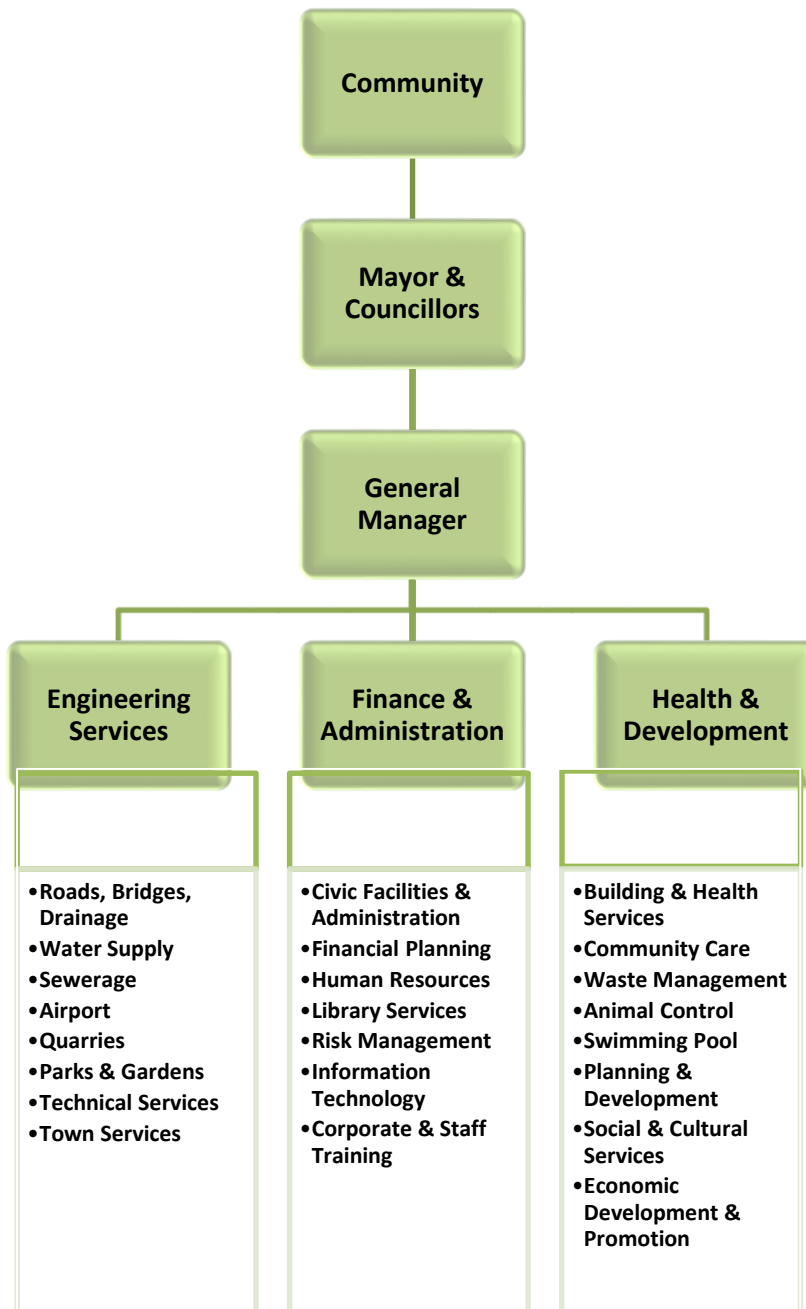 Community
Mayor &
Councillors
General
Manager
Engineering
Services
Finance &
Administration
Health &
Development
•Roads, Bridges,
Drainage
•Water Supply
•Sewerage
•Airport
•Quarries
•Parks & Gardens
•Technical Services
•Town Services
•Civic Facilities &
Administration
•Financial Planning
•Human Resources
•Library Services
•Risk Management
•Information
Technology
•Corporate & Staff
Training
•Building & Health
Services
•Community Care
•Waste Management
•Animal Control
•Swimming Pool
•Planning &
Development
•Social & Cultural
Services
•Economic
Development &
Promotion